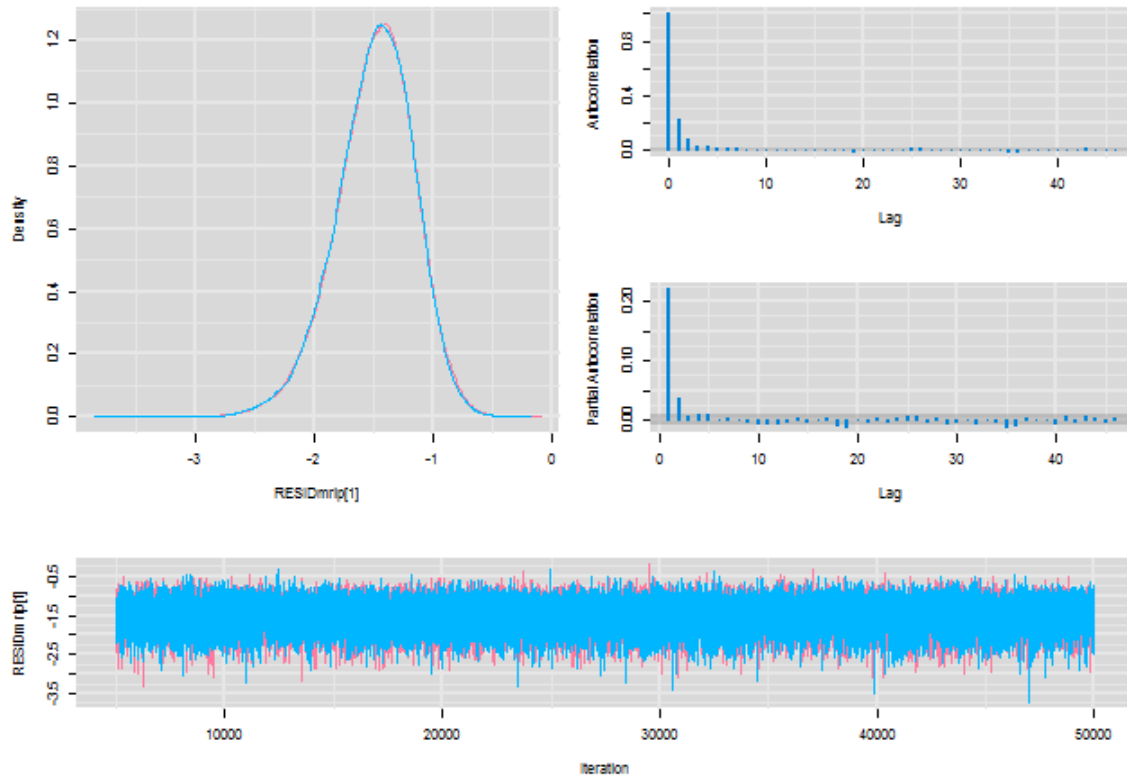 Density
0.0 0.2 0.4 0.6 0.8 1.0 1.2
-3 -2 -1 0
RESIDmrip[1]
Autocorrelation
0.0 0.4 0.8
0 10 20 30 40
Lag
Partial Autocorrelation
0.00 0.10 0.20
0 10 20 30 40
Lag
RESIDmrip[1]
-3.5 -2.5 -1.5 -0.5
10000 20000 30000 40000 50000
Iteration